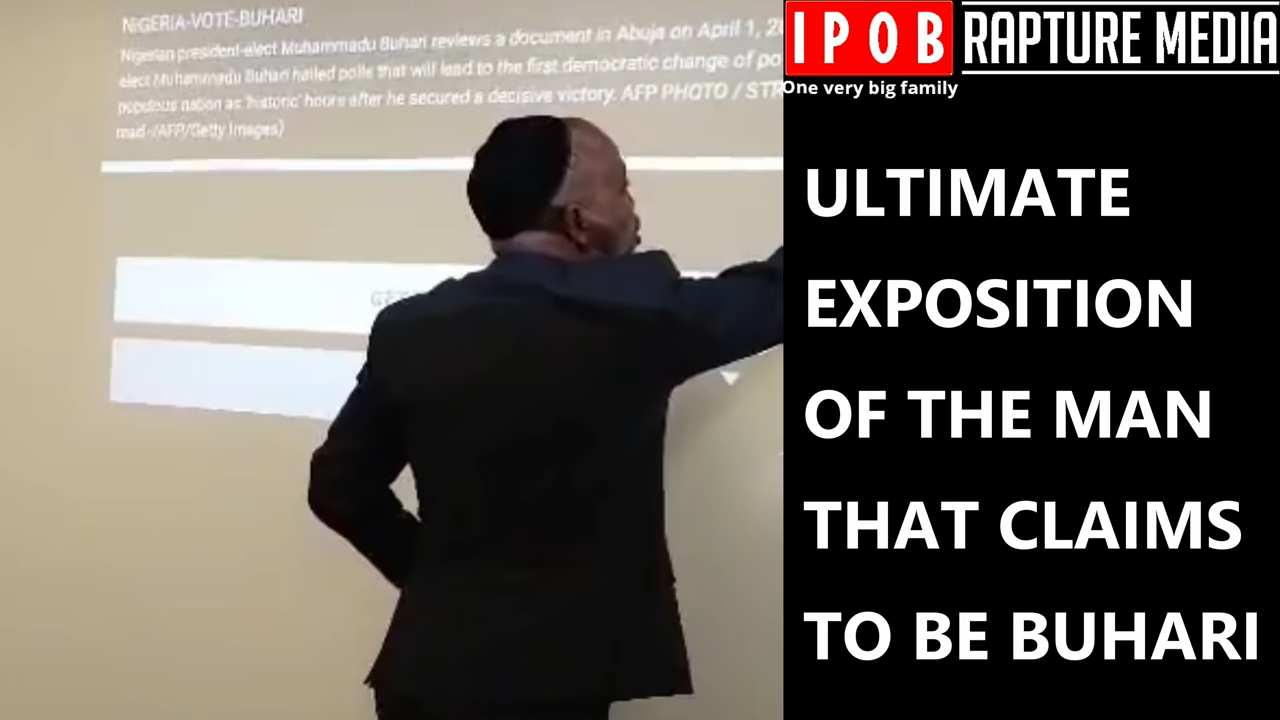 NIGERIA-VOTE-BUHARI
Nigerian president-elect Muhammadu Buhari reviews a document in Abuja on April 1,
elect Muhammadu Buhari hailed polls that will lead to the first democratic change of
populous nation as 'historic' hours after he secured a decisive victory. AFP PHOTO /
read-/AFP/Getty Images)
IPOB RAPTURE MEDIA
One very big family
ULTIMATE
EXPOSITION
OF THE MAN
THAT CLAIMS
TO BE BUHARI